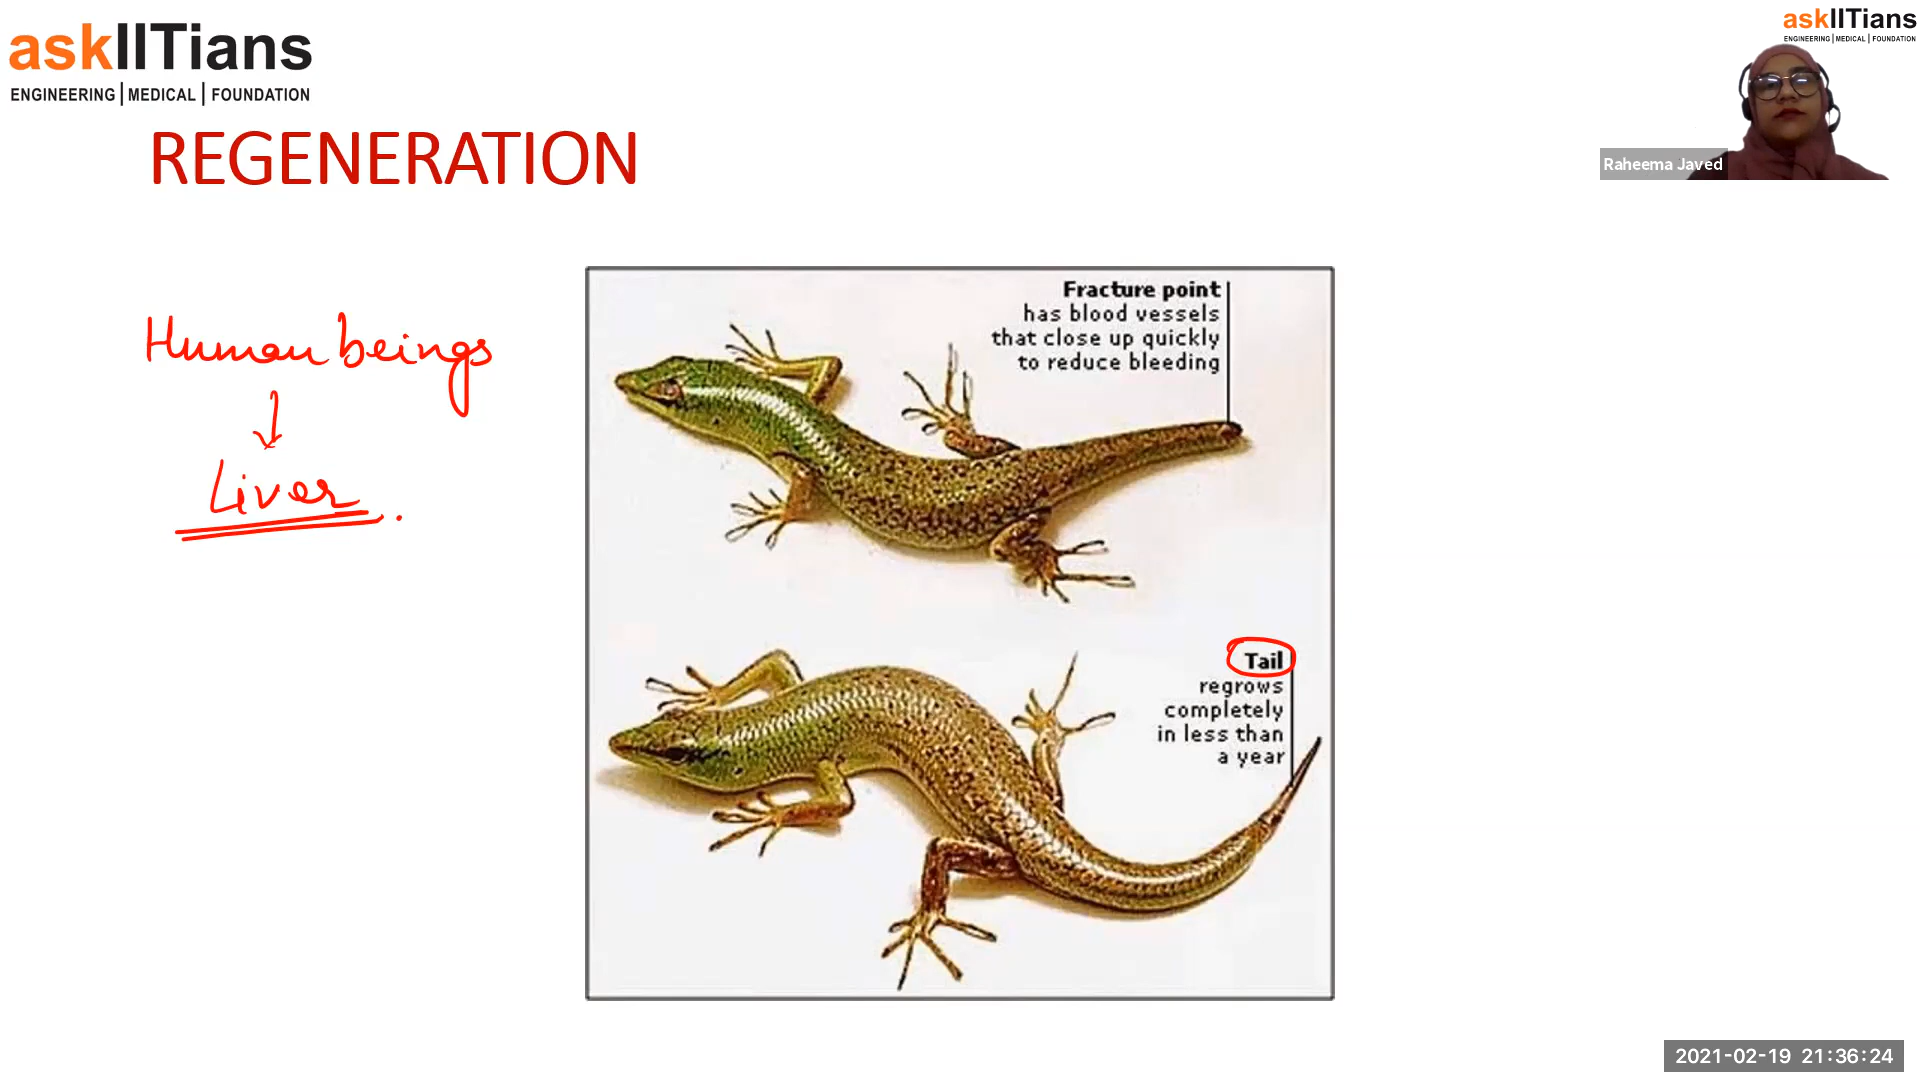 askIITians
ENGINEERING | MEDICAL | FOUNDATION
askIITians
ENGINEERING | MEDICAL | FOUNDATION
Raheema Javed
REGENERATION
Human beings
↓
Liver.
Fracture point
has blood vessels
that close up quickly
to reduce bleeding
Tail
regrows
completely
in less than
a year
2021-02-19 21:36:24